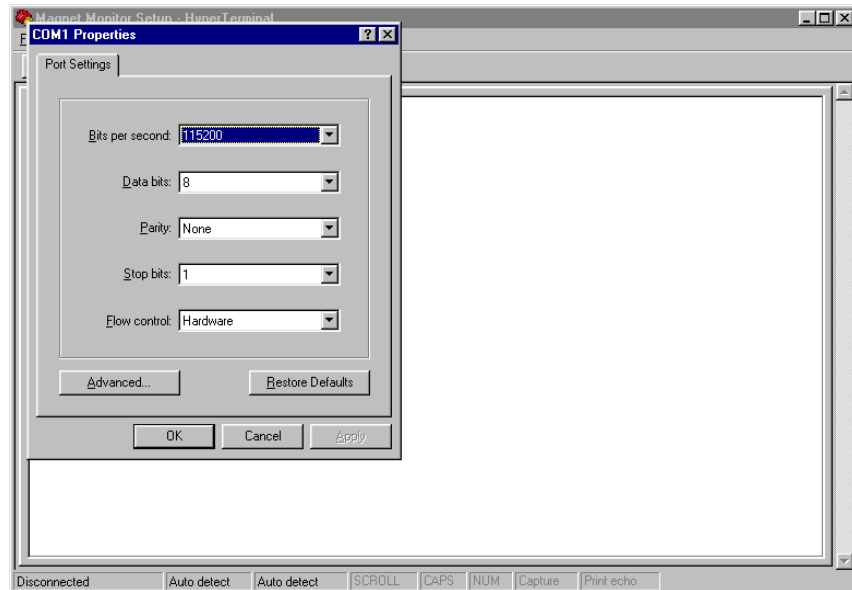 Magnet Monitor Setup - HyperTerminal
COM1 Properties
Port Settings
Bits per second: 115200
Data bits: 8
Parity: None
Stop bits: 1
Flow control: Hardware
Advanced... Restore Defaults
OK Cancel Apply
Disconnected Auto detect Auto detect SCROLL CAPS NUM Capture Print echo